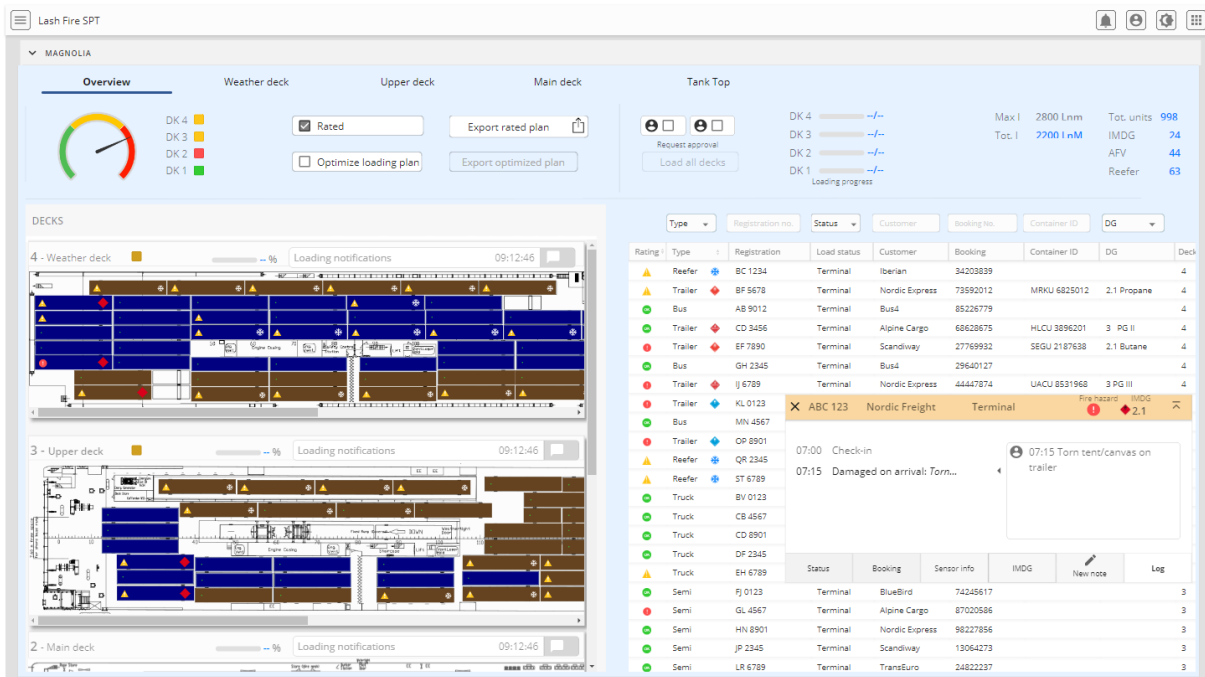 Lash Fire SPT
MAGNOLIA
Overview Weather deck Upper deck Main deck Tank Top
DK 4
DK 3
DK 2
DK 1
Rated
Export rated plan
Optimize loading plan
Export optimized plan
Request approval
Load all decks
DK 4 --/--
DK 3 --/--
DK 2 --/--
DK 1 --/--
Loading progress
Max l 2800 Lnm
Tot. l 2200 LnM
Tot. units 998
IMDG 24
AFV 44
Reefer 63
DECKS
4 - Weather deck -- % Loading notifications 09:12:46
3 - Upper deck -- % Loading notifications 09:12:46
2 - Main deck -- % Loading notifications 09:12:46
Engine Casing
Engine Casing
DOWN
Type Registration no. Status Customer Booking No. Container ID DG
Rating Type Registration Load status Customer Booking Container ID DG Deck
Reefer BC 1234 Terminal Iberian 34203839 4
Trailer BF 5678 Terminal Nordic Express 73592012 MRKU 6825012 2.1 Propane 4
Bus AB 9012 Terminal Bus4 85226779 4
Trailer CD 3456 Terminal Alpine Cargo 68628675 HLCU 3896201 3 PG II 4
Trailer EF 7890 Terminal Scandiway 27769932 SEGU 2187638 2.1 Butane 4
Bus GH 2345 Terminal Bus4 29640127 4
Trailer IJ 6789 Terminal Nordic Express 44447874 UACU 8531968 3 PG III 4
Trailer KL 0123
Bus MN 4567
Trailer OP 8901
Reefer QR 2345
Reefer ST 6789
Truck BV 0123
Truck CB 4567
Truck CD 8901
Truck DF 2345
Truck EH 6789
Semi FJ 0123 Terminal BlueBird 74245617 3
Semi GL 4567 Terminal Alpine Cargo 87020586 3
Semi HN 8901 Terminal Nordic Express 98227856 3
Semi JP 2345 Terminal Scandiway 13064273 3
Semi LR 6789 Terminal TransEuro 24822237 3
ABC 123 Nordic Freight Terminal
Fire hazard
IMDG
2.1
07:00 Check-in
07:15 Damaged on arrival: Torn...
07:15 Torn tent/canvas on
trailer
Status Booking Sensor info IMDG New note Log